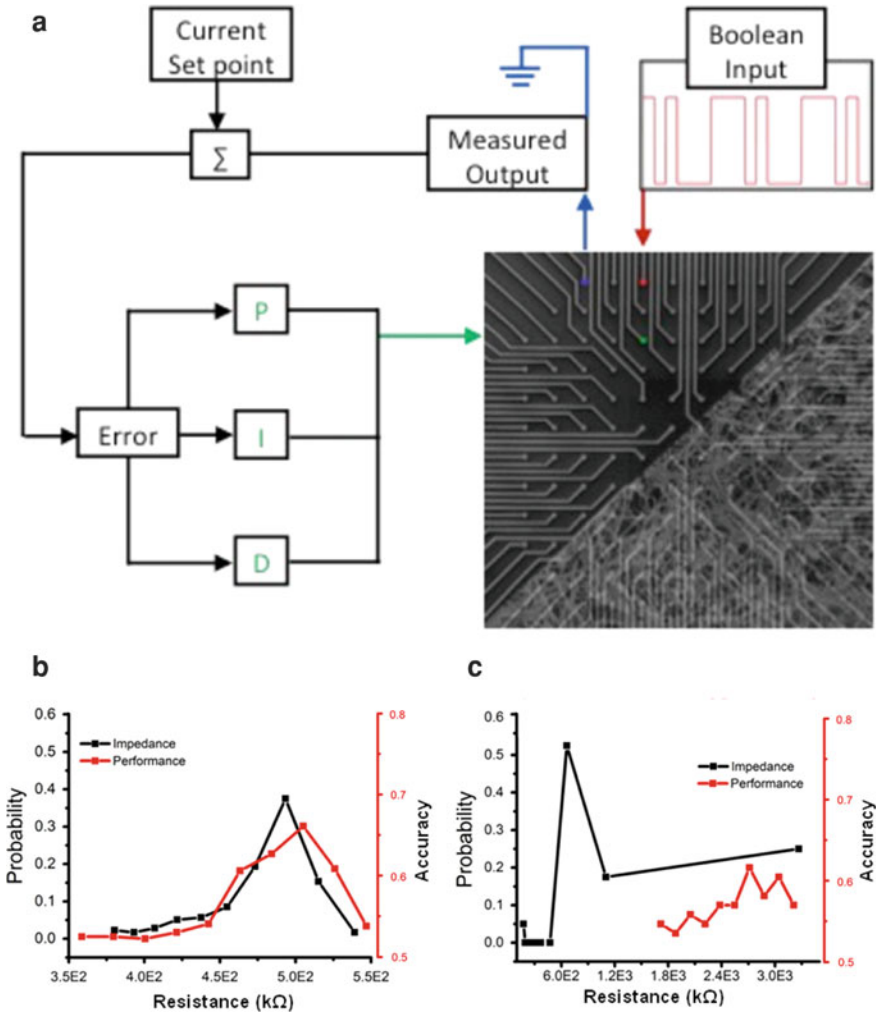 a
Current
Set point
Boolean
Input
Σ
Measured
Output
P
Error
I
D
b
c
0.6
0.5
0.4
0.3
0.2
0.1
0.0
Probability
Impedance
Performance
0.8
0.7
0.6
0.5
Accuracy
3.5E2
4.0E2
4.5E2
5.0E2
5.5E2
Resistance (kΩ)
0.6
0.5
0.4
0.3
0.2
0.1
0.0
Probability
Impedance
Performance
0.8
0.7
0.6
0.5
Accuracy
6.0E2
1.2E3
1.8E3
2.4E3
3.0E3
Resistance (kΩ)